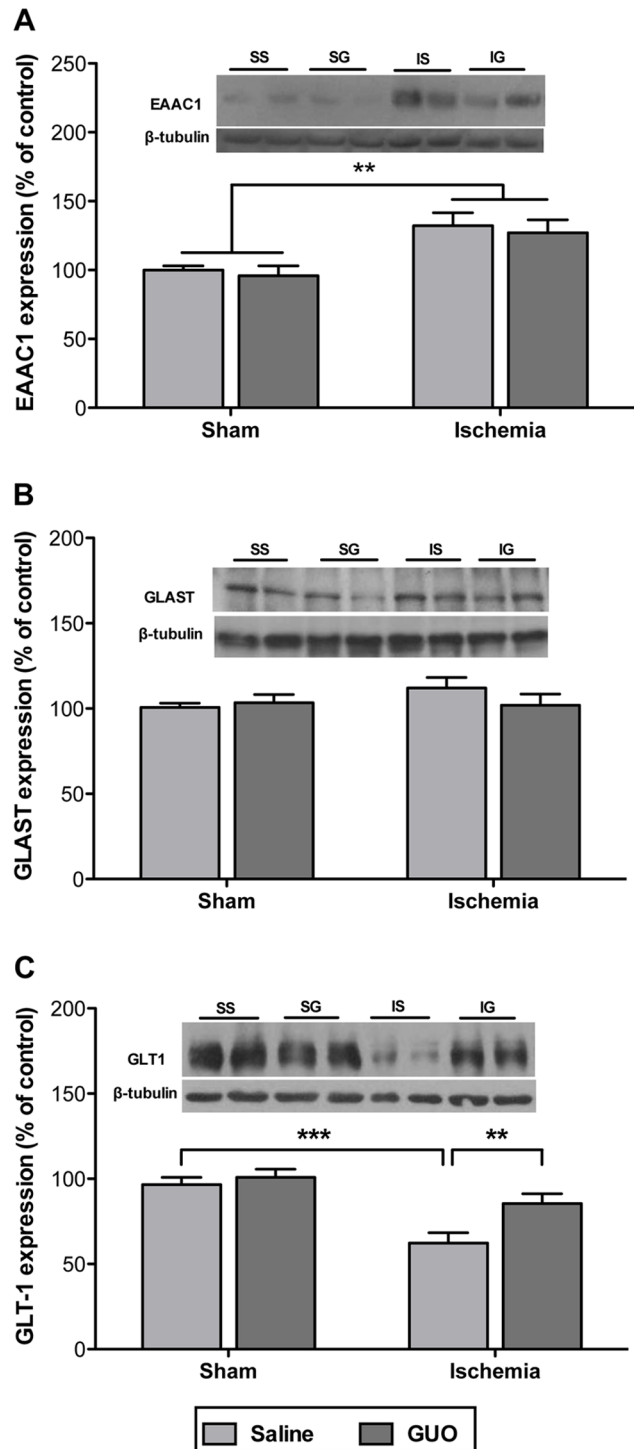 A
EAAC1 expression (% of control)
250
200
150
100
50
0
SS SG IS IG
EAAC1
β-tubulin
**
Sham Ischemia
B
GLAST expression (% of control)
200
150
100
50
0
SS SG IS IG
GLAST
β-tubulin
Sham Ischemia
C
GLT-1 expression (% of control)
200
150
100
50
0
SS SG IS IG
GLT1
β-tubulin
*** **
Sham Ischemia
Saline GUO